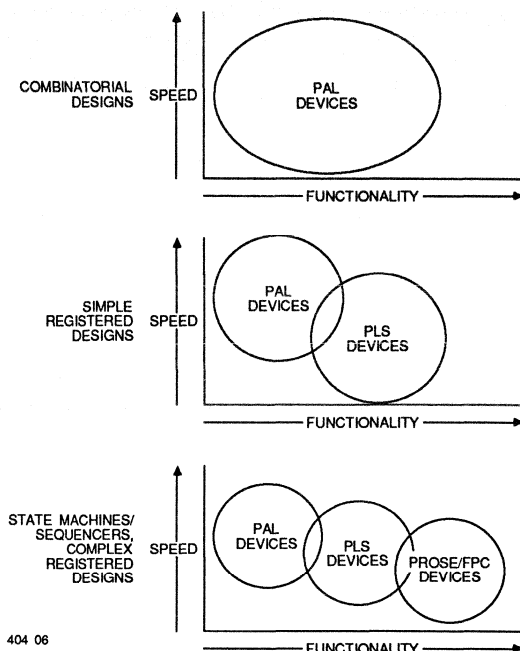 COMBINATORIAL
DESIGNS
SPEED
PAL
DEVICES
FUNCTIONALITY
SIMPLE
REGISTERED
DESIGNS
SPEED
PAL
DEVICES
PLS
DEVICES
FUNCTIONALITY
STATE MACHINES/
SEQUENCERS,
COMPLEX
REGISTERED
DESIGNS
SPEED
PAL
DEVICES
PLS
DEVICES
PROSE/FPC
DEVICES
404 06
FUNCTIONALITY